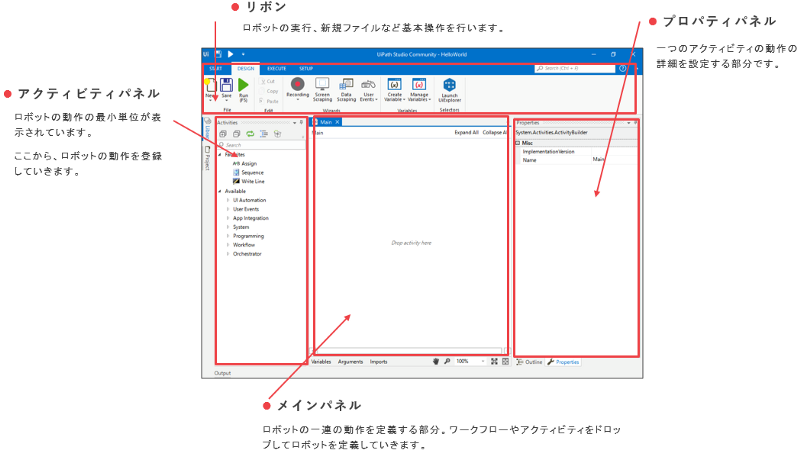 リボン
ロボットの実行、新規ファイルなど基本操作を行います。
プロパティパネル
一つのアクティビティの動作の
詳細を設定する部分です。
アクティビティパネル
ロボットの動作の最小単位が表
示されています。
ここから、ロボットの動作を登録
していきます。
UiPath Studio Community - HelloWorld
START DESIGN EXECUTE SETUP
Search (Ctrl + F)
New Save Run (F5)
Cut
Copy
Paste
Recording
Screen Scraping
Data Scraping
User Events
Create Variable
Manage Variables
Launch UiExplorer
File Edit Wizards Variables Selectors
Library
Project
Activities
Search
Favorites
A*B Assign
Sequence
Write Line
Available
UI Automation
User Events
App Integration
System
Programming
Workflow
Orchestrator
Main
Main Expand All Collapse All
Drop activity here
Variables Arguments Imports 100%
Properties
System.Activities.ActivityBuilder
Misc
ImplementationVersion
Name Main
Outline Properties
Output
メインパネル
ロボットの一連の動作を定義する部分。ワークフローやアクティビティをドロッ
プしてロボットを定義していきます。